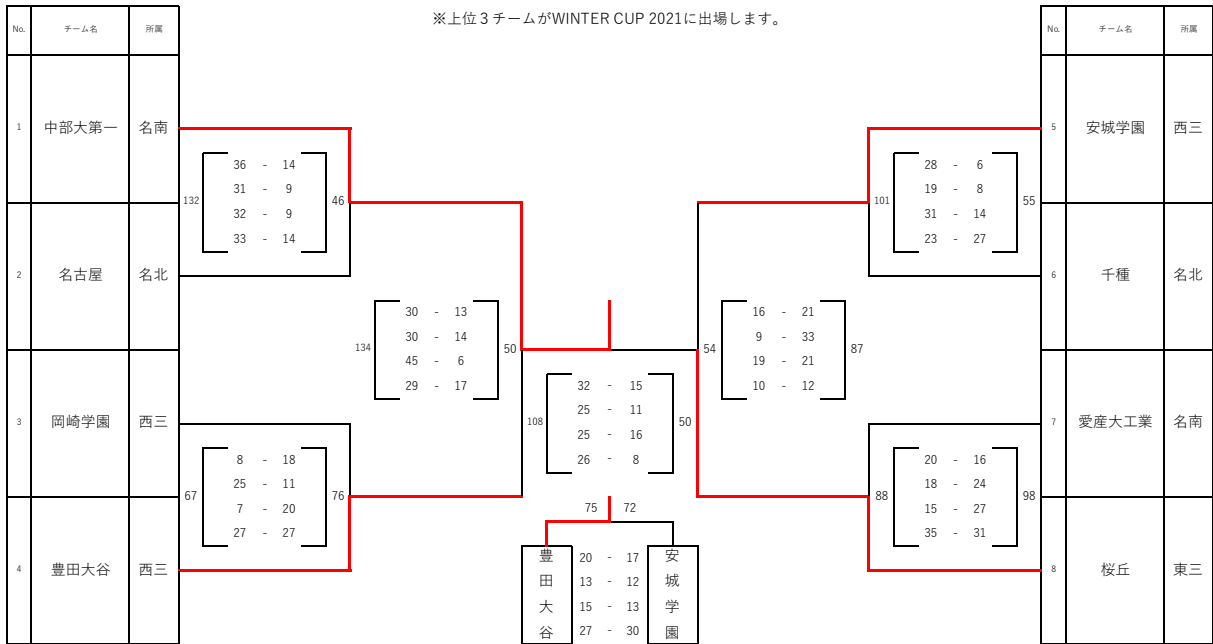 ※上位３チームがWINTER CUP 2021に出場します。
No. チーム名 所属
1 中部大第一 名南
2 名古屋 名北
3 岡崎学園 西三
4 豊田大谷 西三
132 46
36 - 14
31 - 9
32 - 9
33 - 14
67 76
8 - 18
25 - 11
7 - 20
27 - 27
134 50
30 - 13
30 - 14
45 - 6
29 - 17
108 50
32 - 15
25 - 11
25 - 16
26 - 8
75 72
豊田大谷 安城学園
20 - 17
13 - 12
15 - 13
27 - 30
54 87
16 - 21
9 - 33
19 - 21
10 - 12
101 55
28 - 6
19 - 8
31 - 14
23 - 27
88 98
20 - 16
18 - 24
15 - 27
35 - 31
No. チーム名 所属
5 安城学園 西三
6 千種 名北
7 愛産大工業 名南
8 桜丘 東三